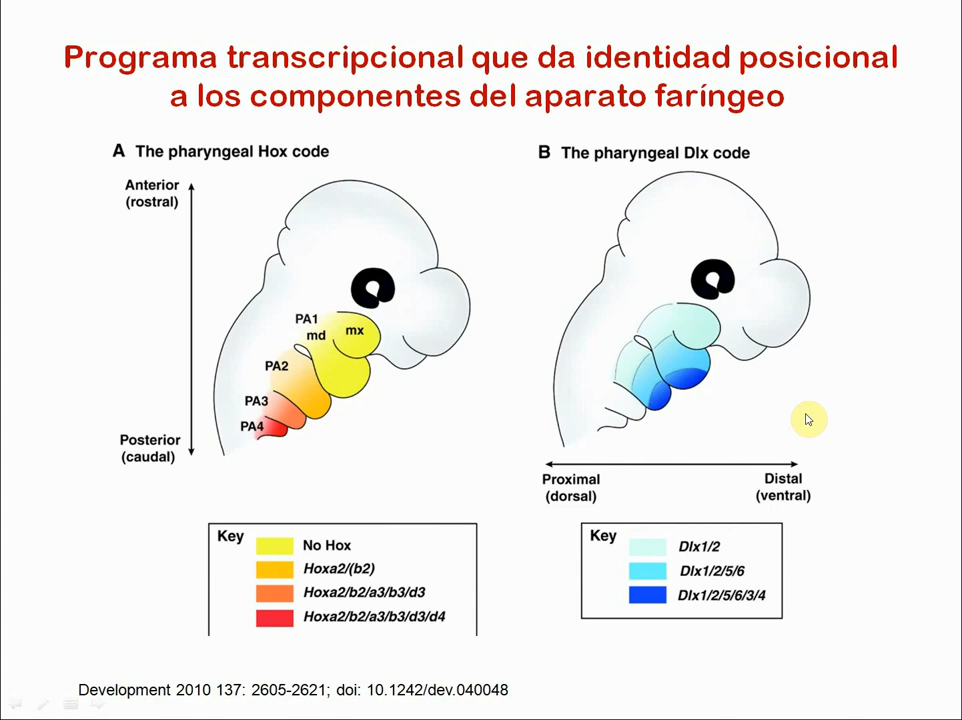 Programa transcripcional que da identidad posicional
a los componentes del aparato faríngeo
A The pharyngeal Hox code
Anterior
(rostral)
PA1
md
mx
PA2
PA3
PA4
Posterior
(caudal)
Key
No Hox
Hoxa2/(b2)
Hoxa2/b2/a3/b3/d3
Hoxa2/b2/a3/b3/d3/d4
B The pharyngeal Dlx code
Proximal
(dorsal)
Distal
(ventral)
Key
Dlx1/2
Dlx1/2/5/6
Dlx1/2/5/6/3/4
Development 2010 137: 2605-2621; doi: 10.1242/dev.040048